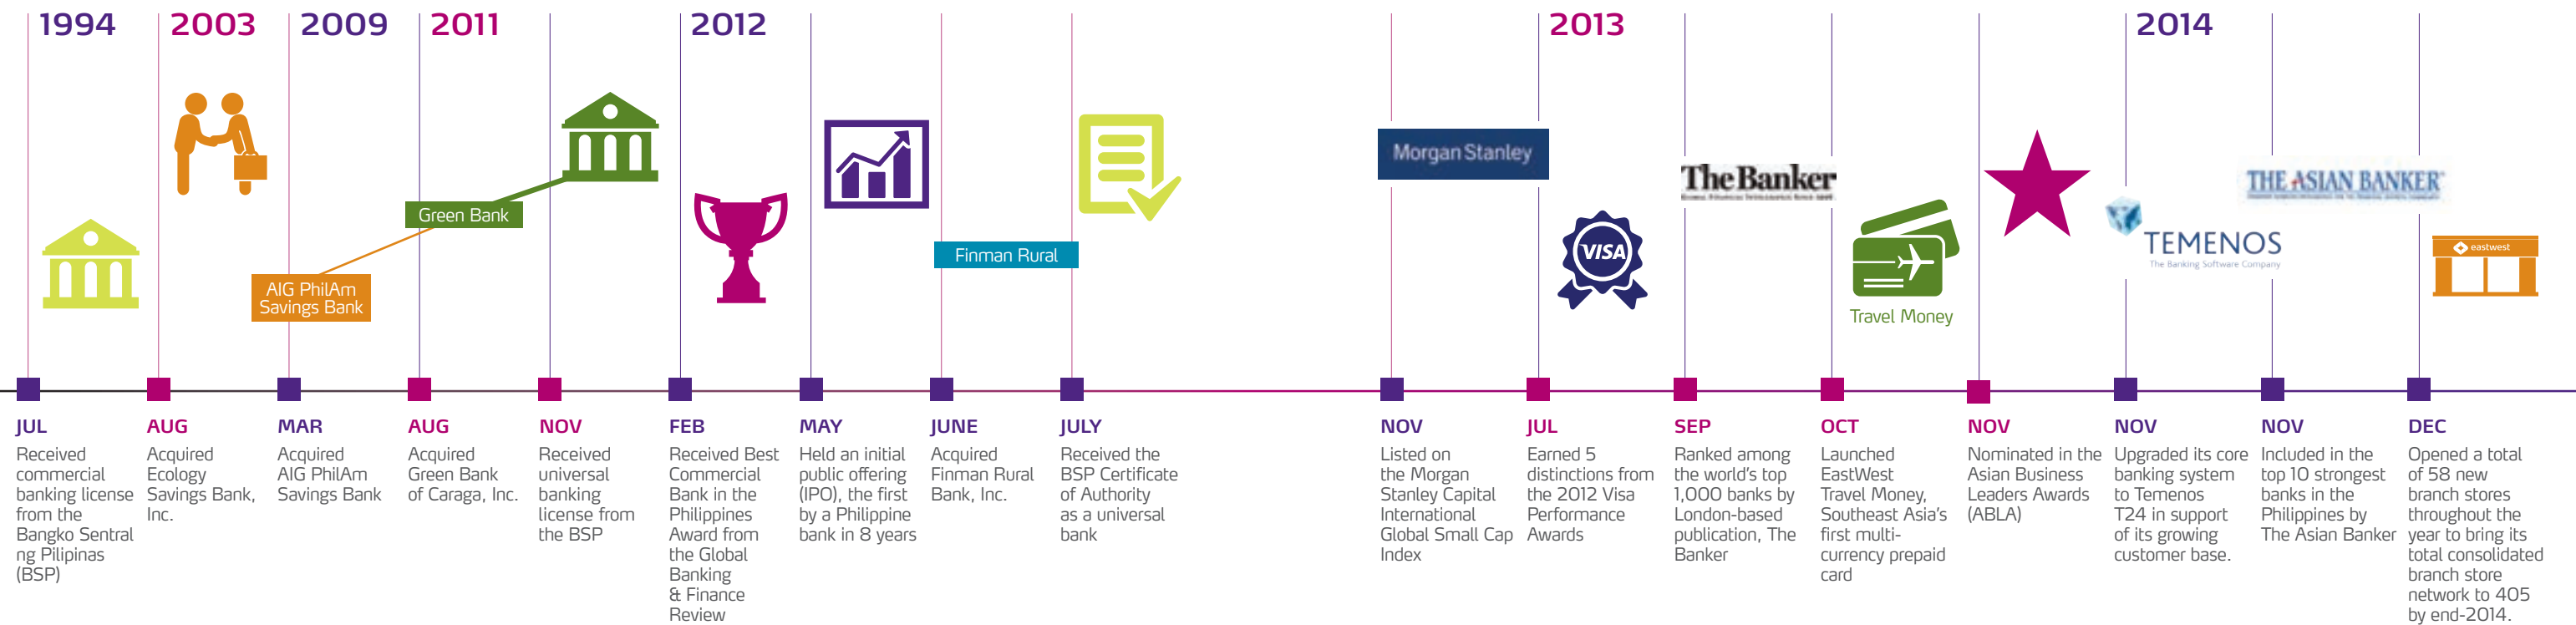 1994
2003
2009
2011
2012
2013
2014
Morgan Stanley
The Banker
THE ASIAN BANKER
Green Bank
VISA
TEMENOS
The Banking Software Company
eastwest
Finman Rural
AIG PhilAm
Savings Bank
Travel Money
JUL
Received
commercial
banking license
from the
Bangko Sentral
ng Pilipinas
(BSP)
AUG
Acquired
Ecology
Savings Bank,
Inc.
MAR
Acquired
AIG PhilAm
Savings Bank
AUG
Acquired
Green Bank
of Caraga, Inc.
NOV
Received
universal
banking
license from
the BSP
FEB
Received Best
Commercial
Bank in the
Philippines
Award from
the Global
Banking
& Finance
Review
MAY
Held an initial
public offering
(IPO), the first
by a Philippine
bank in 8 years
JUNE
Acquired
Finman Rural
Bank, Inc.
JULY
Received the
BSP Certificate
of Authority
as a universal
bank
NOV
Listed on
the Morgan
Stanley Capital
International
Global Small Cap
Index
JUL
Earned 5
distinctions from
the 2012 Visa
Performance
Awards
SEP
Ranked among
the world's top
1,000 banks by
London-based
publication, The
Banker
OCT
Launched
EastWest
Travel Money,
Southeast Asia's
first multi-
currency prepaid
card
NOV
Nominated in the
Asian Business
Leaders Awards
(ABLA)
NOV
Upgraded its core
banking system
to Temenos
T24 in support
of its growing
customer base.
NOV
Included in the
top 10 strongest
banks in the
Philippines by
The Asian Banker
DEC
Opened a total
of 58 new
branch stores
throughout the
year to bring its
total consolidated
branch store
network to 405
by end-2014.